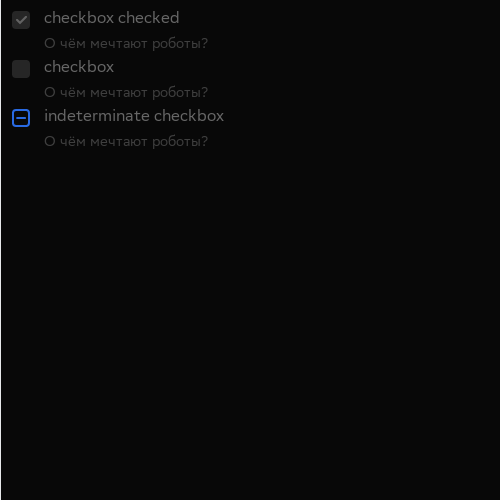 checkbox checked
О чём мечтают роботы?
checkbox
О чём мечтают роботы?
indeterminate checkbox
О чём мечтают роботы?